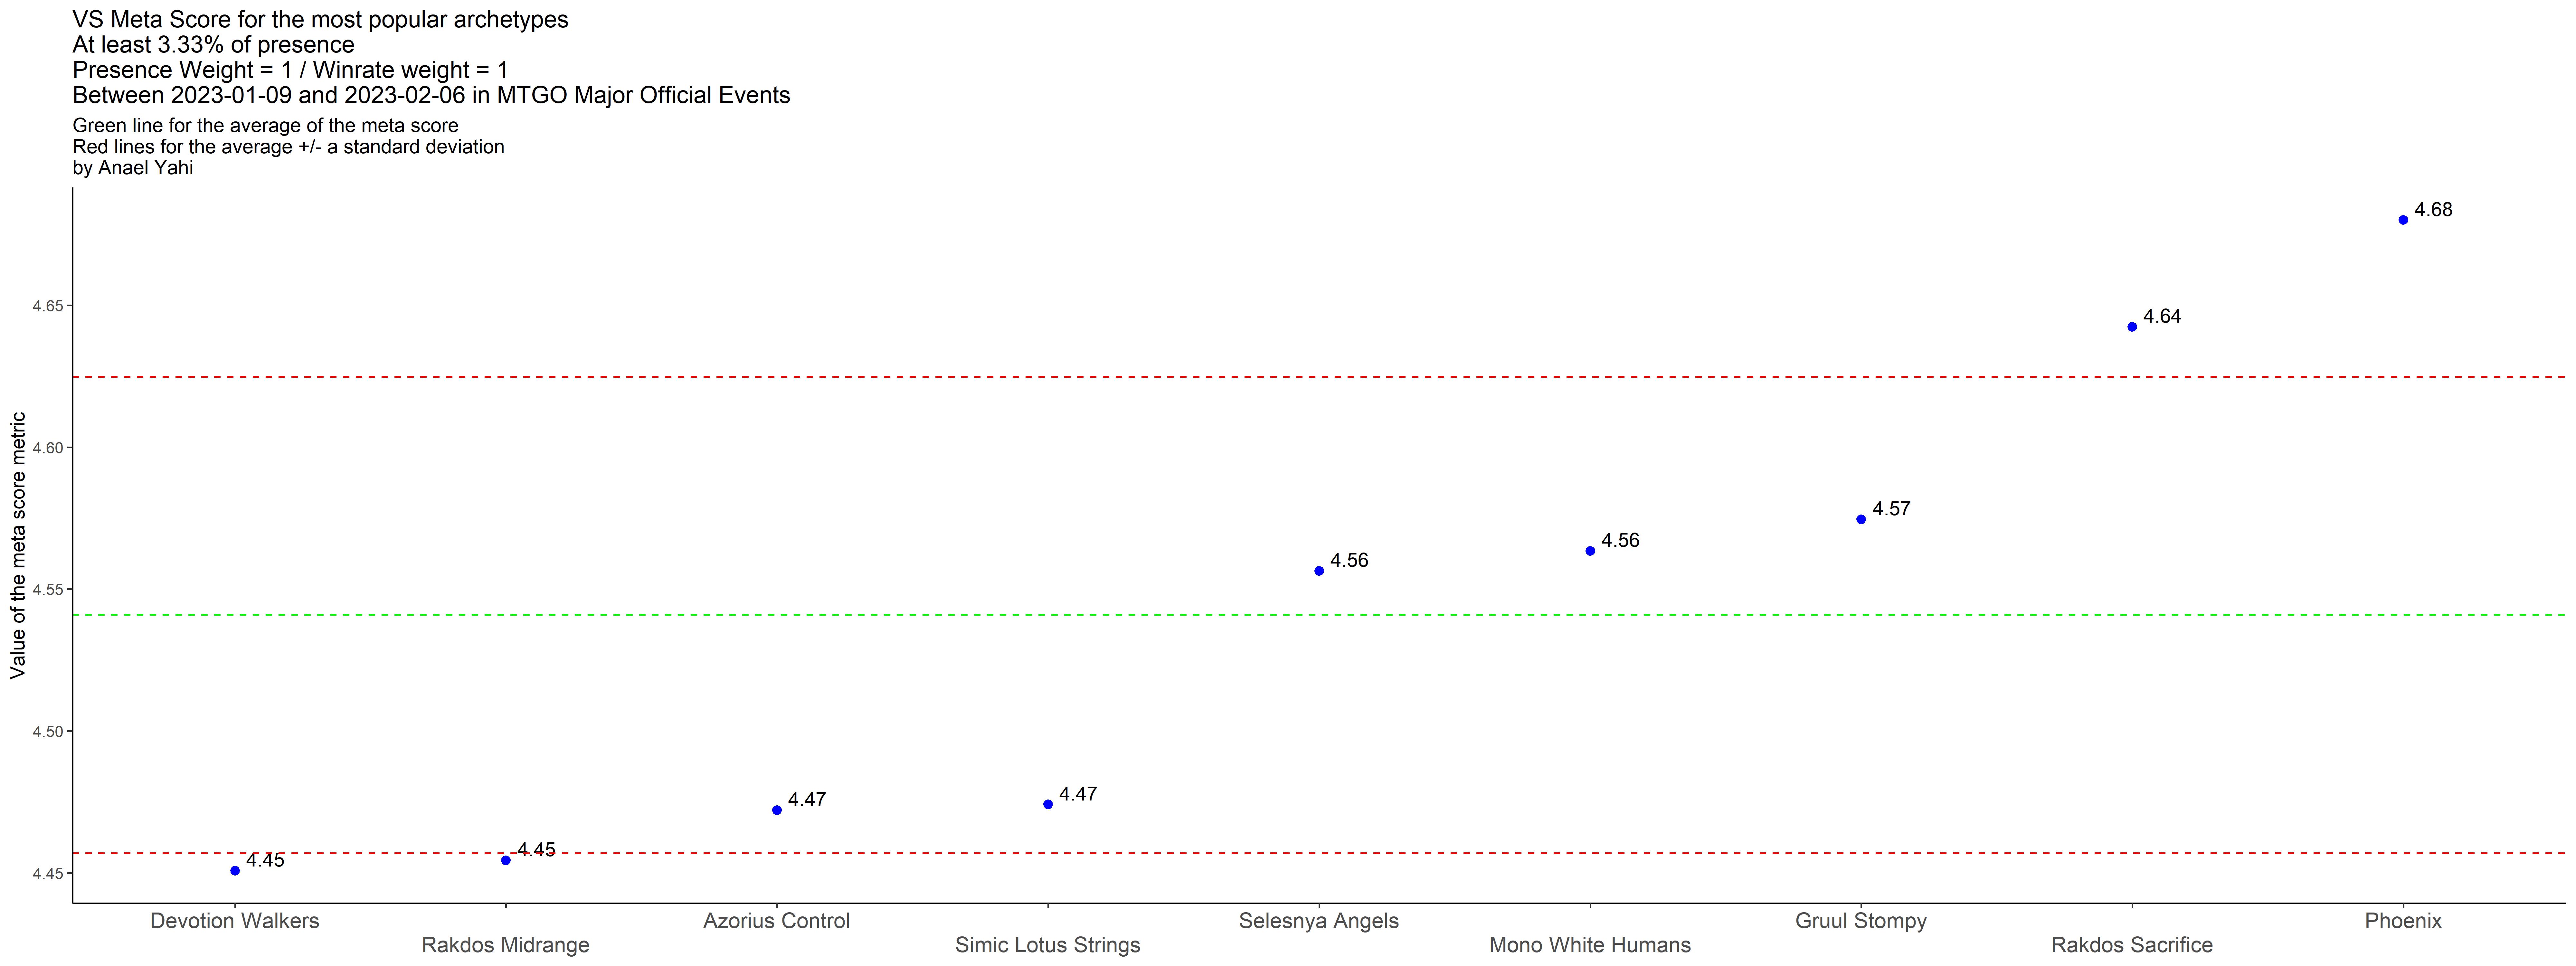 VS Meta Score for the most popular archetypes
At least 3.33% of presence
Presence Weight = 1 / Winrate weight = 1
Between 2023-01-09 and 2023-02-06 in MTGO Major Official Events
Green line for the average of the meta score
Red lines for the average +/- a standard deviation
by Anael Yahi
Value of the meta score metric
4.65
4.60
4.55
4.50
4.45
4.45
4.45
4.47
4.47
4.56
4.56
4.57
4.64
4.68
Devotion Walkers
Rakdos Midrange
Azorius Control
Simic Lotus Strings
Selesnya Angels
Mono White Humans
Gruul Stompy
Rakdos Sacrifice
Phoenix